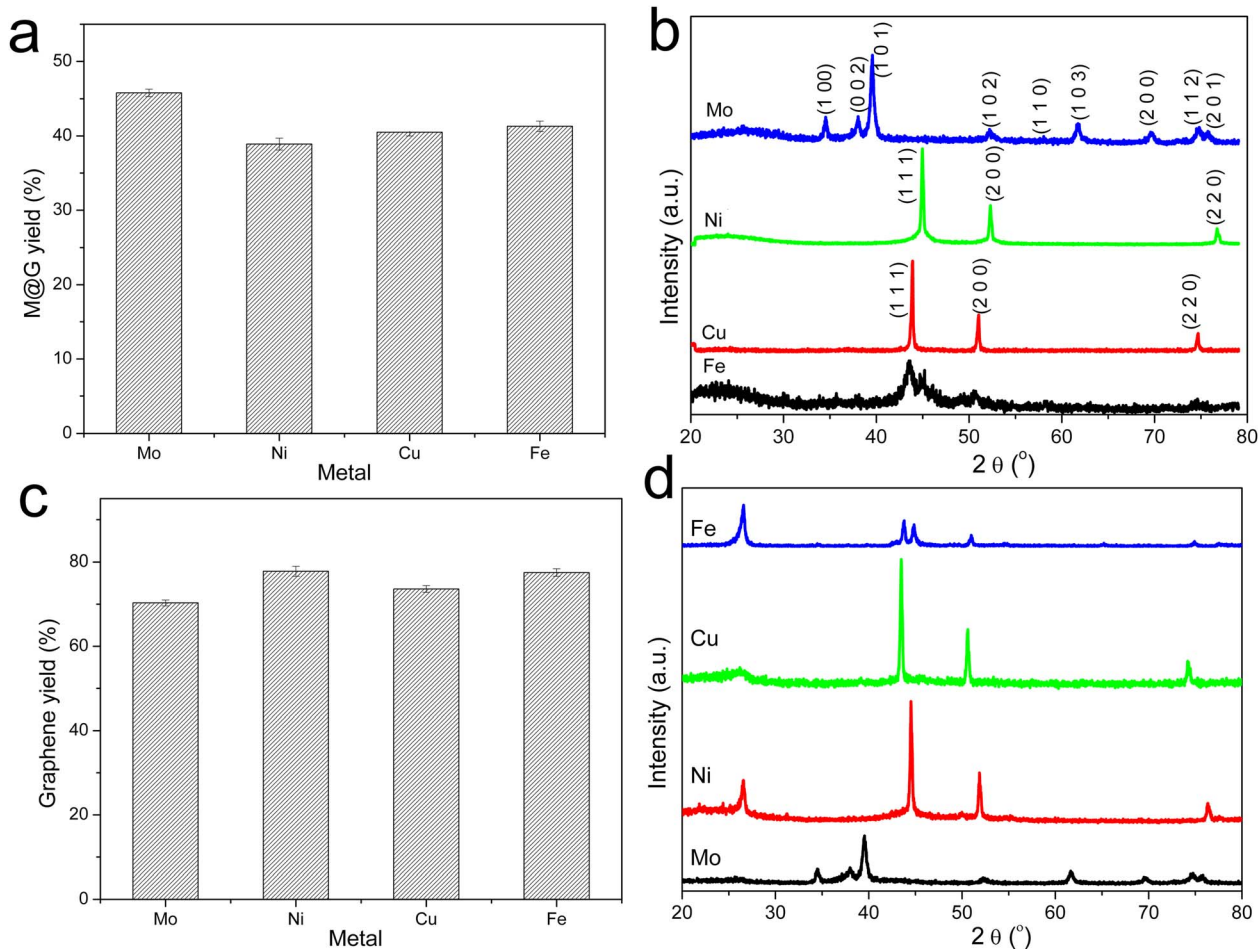 a
50
40
30
20
10
0
M@G yield (%)
Mo
Ni
Cu
Fe
Metal
b
Mo
(1 00)
(0 0 2)
(1 0 1)
(1 0 2)
(1 1 0)
(1 0 3)
(2 0 0)
(1 1 2)
(2 0 1)
Ni
(1 1 1)
(2 0 0)
(2 2 0)
Cu
(1 1 1)
(2 0 0)
(2 2 0)
Fe
Intensity (a.u.)
20
30
40
50
60
70
80
2 θ (°)
c
80
60
40
20
0
Graphene yield (%)
Mo
Ni
Cu
Fe
Metal
d
Fe
Cu
Ni
Mo
Intensity (a.u.)
20
30
40
50
60
70
80
2 θ (°)